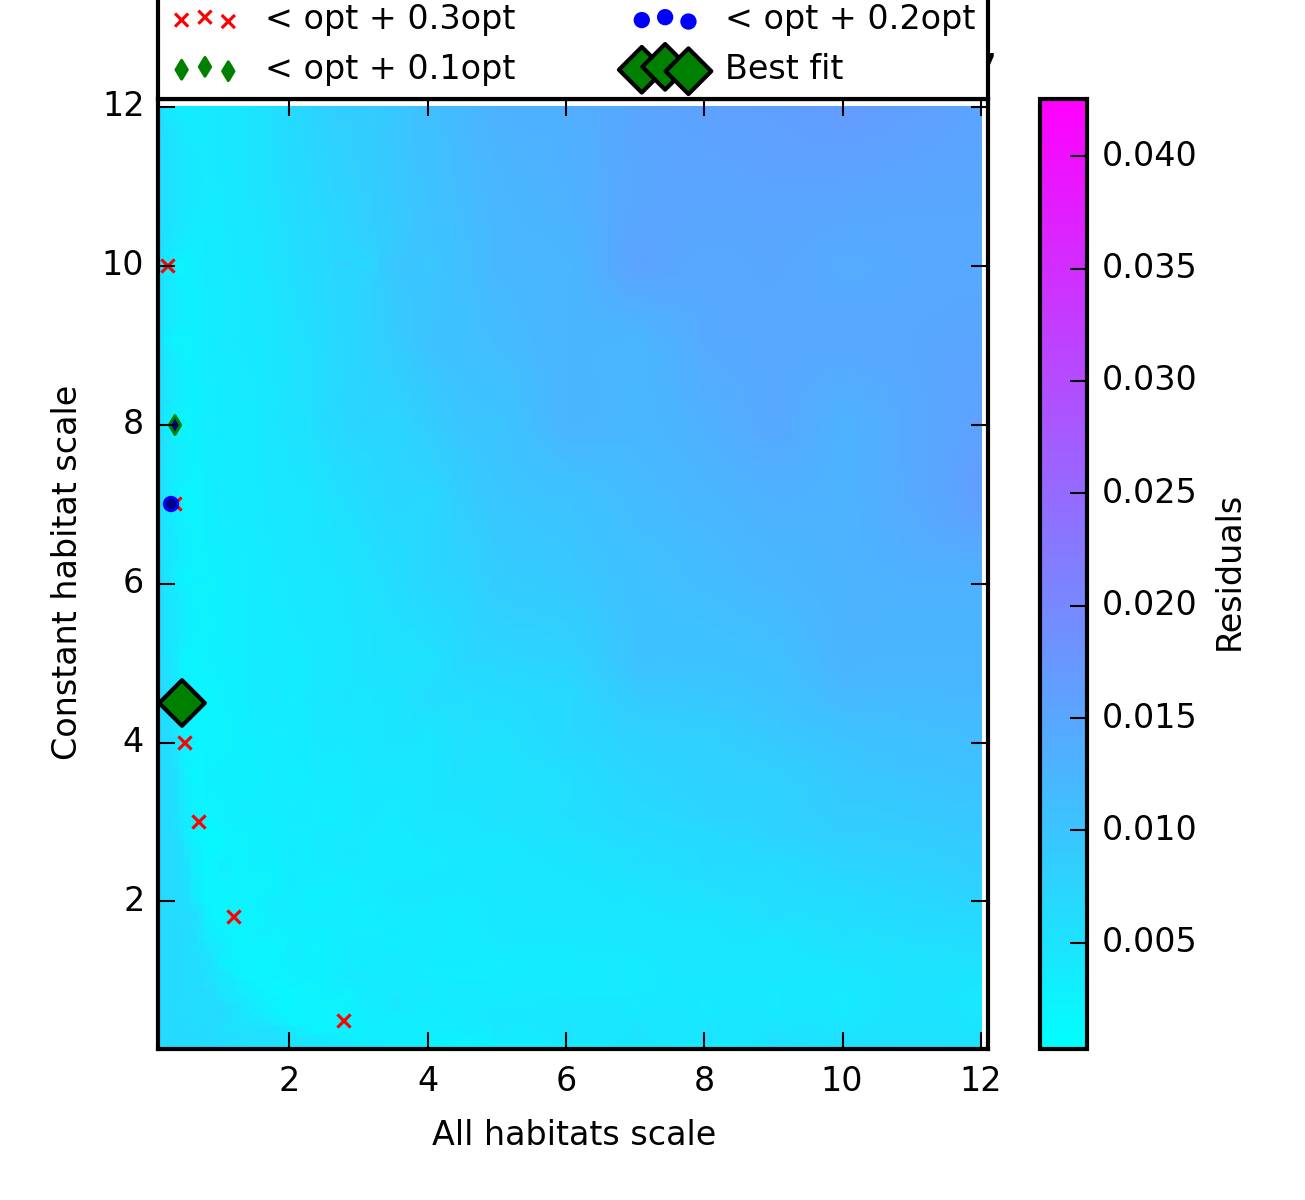 < opt + 0.3opt < opt + 0.2opt
< opt + 0.1opt Best fit
12
10
8
6
4
2
2 4 6 8 10 12
All habitats scale
Constant habitat scale
0.040
0.035
0.030
0.025
0.020
0.015
0.010
0.005
Residuals